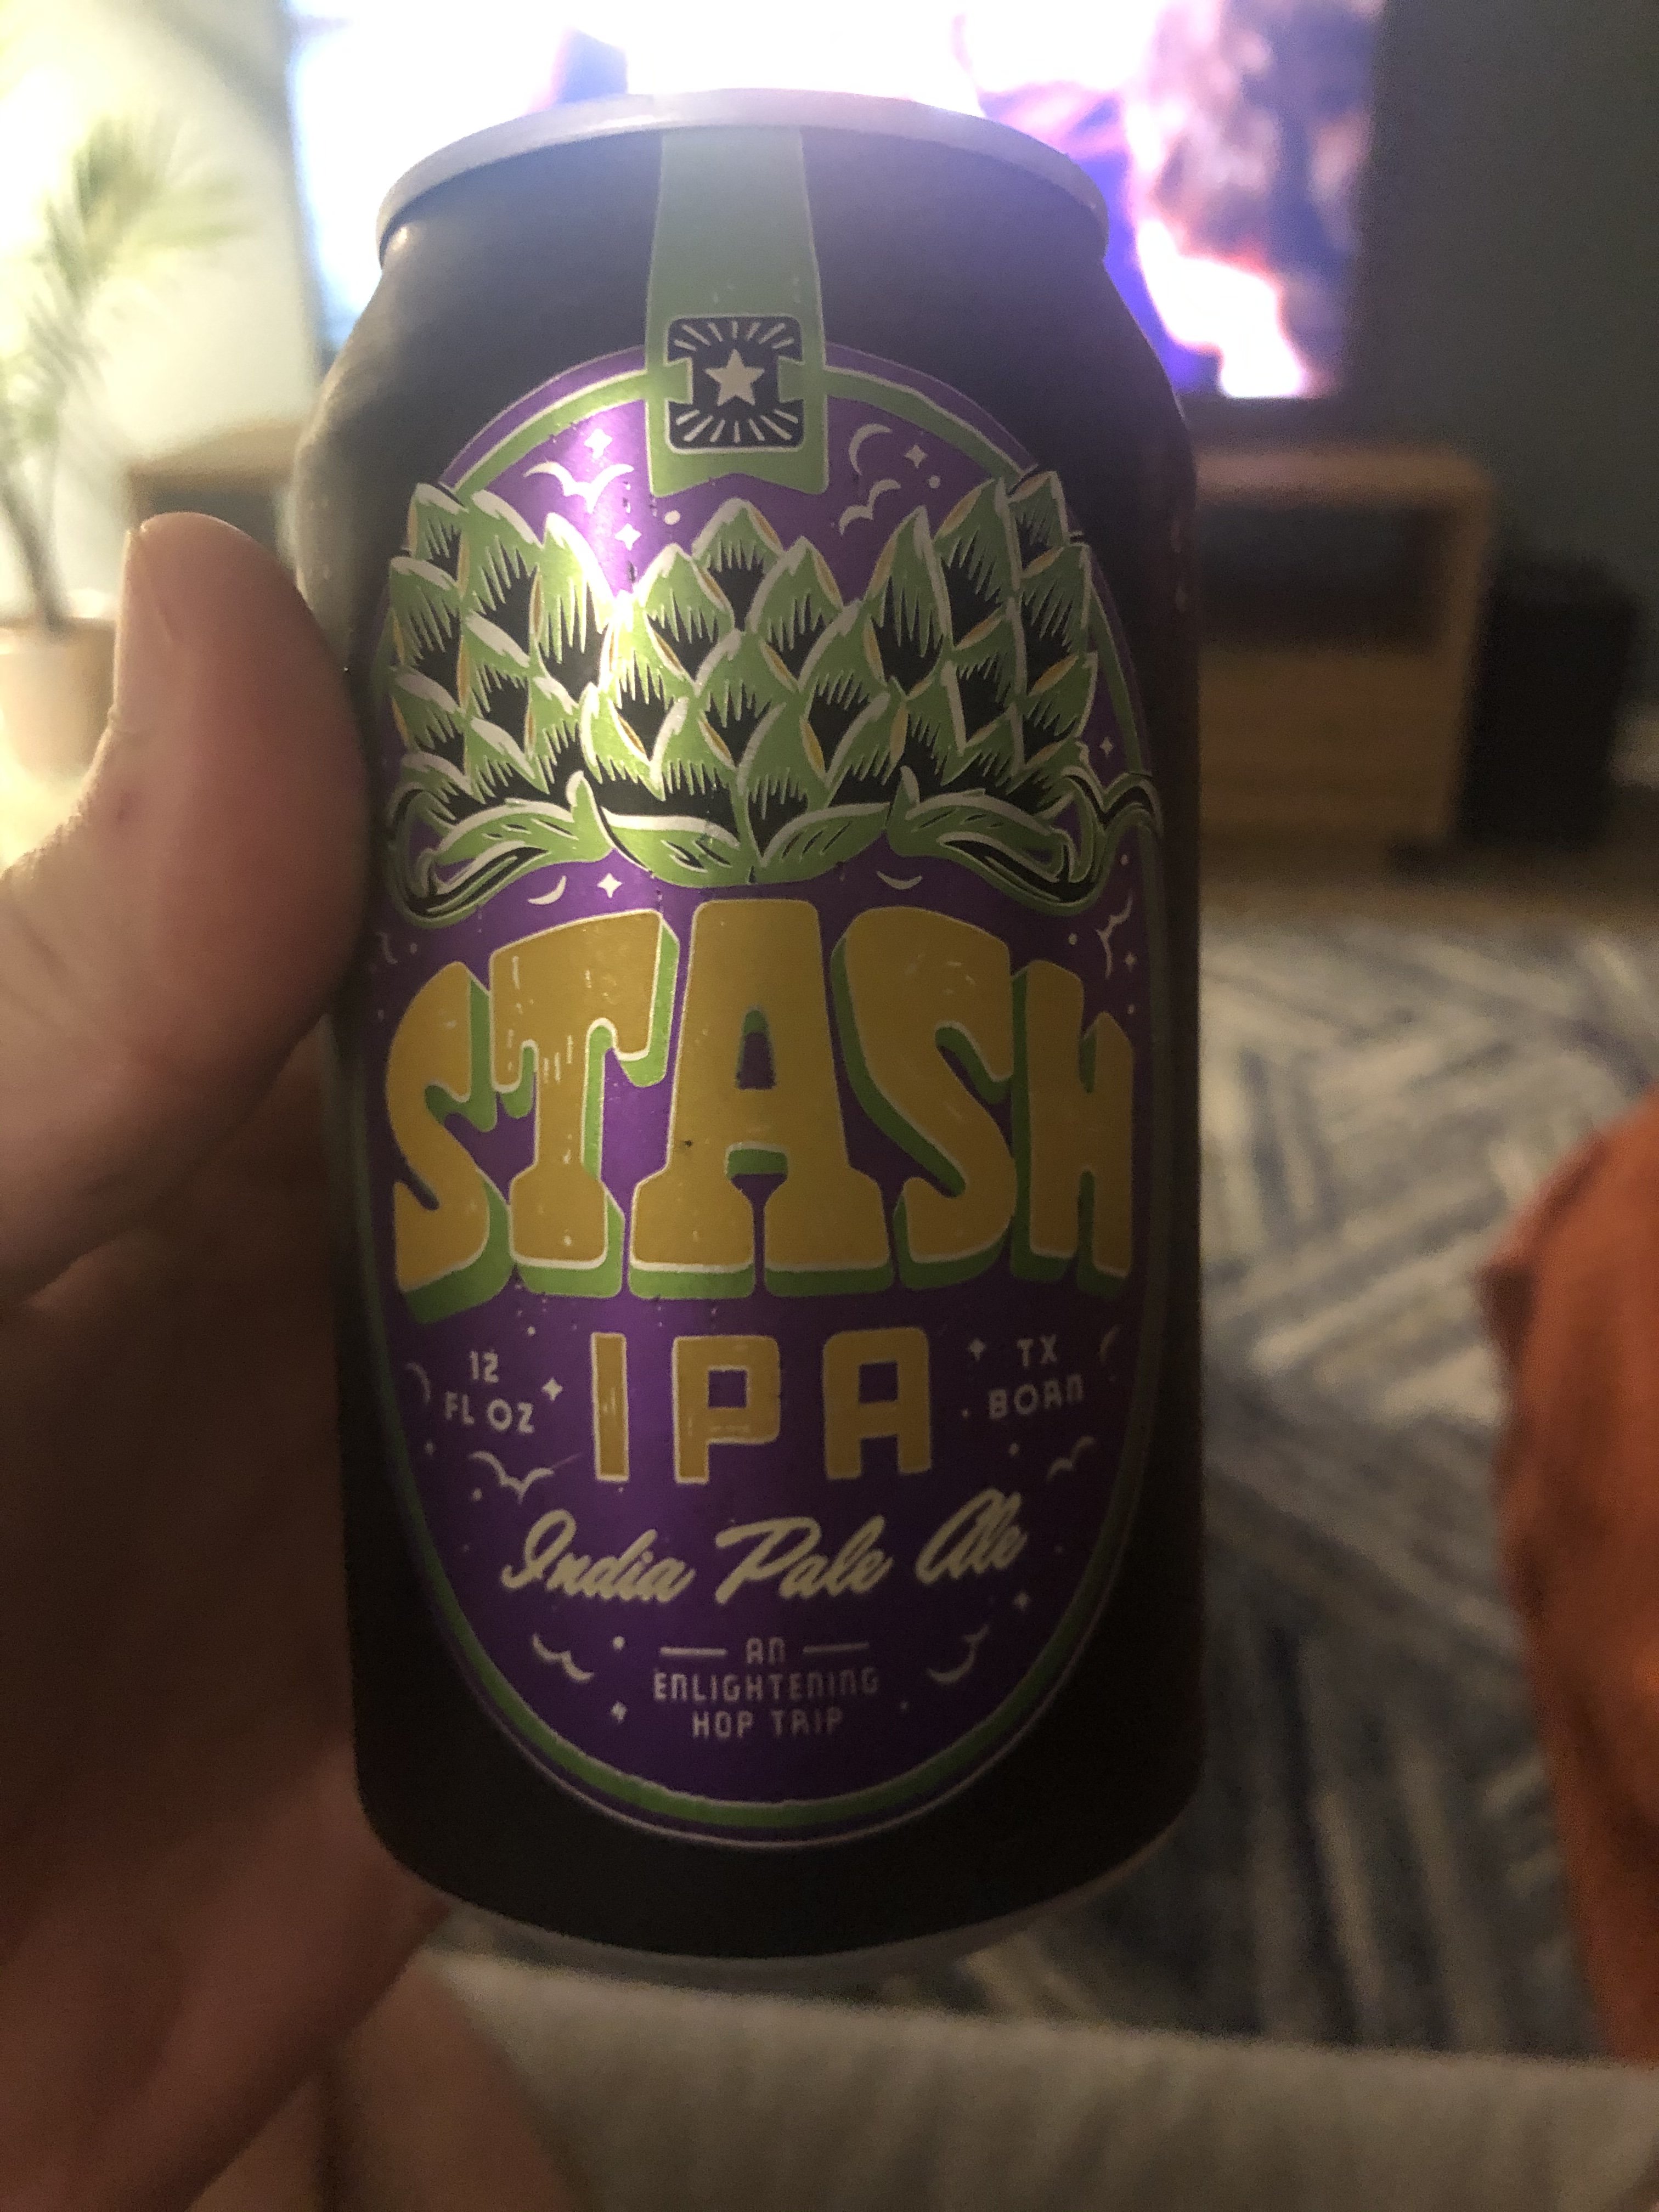 STASH
IPA
12
FL OZ
TX
BORN
India Pale Ale
AN
ENLIGHTENING
HOP TRIP